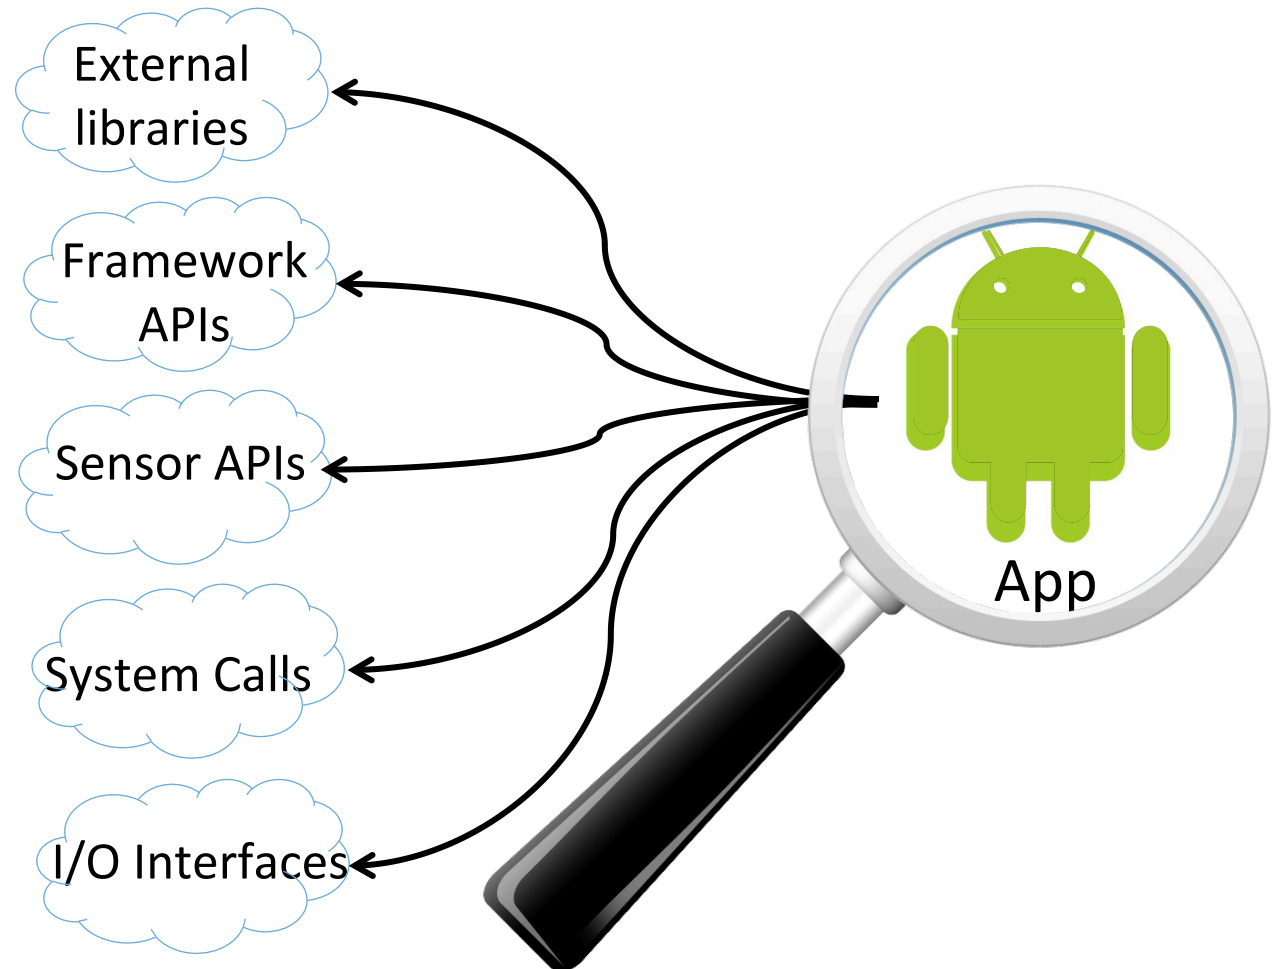 External
libraries
Framework
APIs
Sensor APIs
System Calls
I/O Interfaces
App